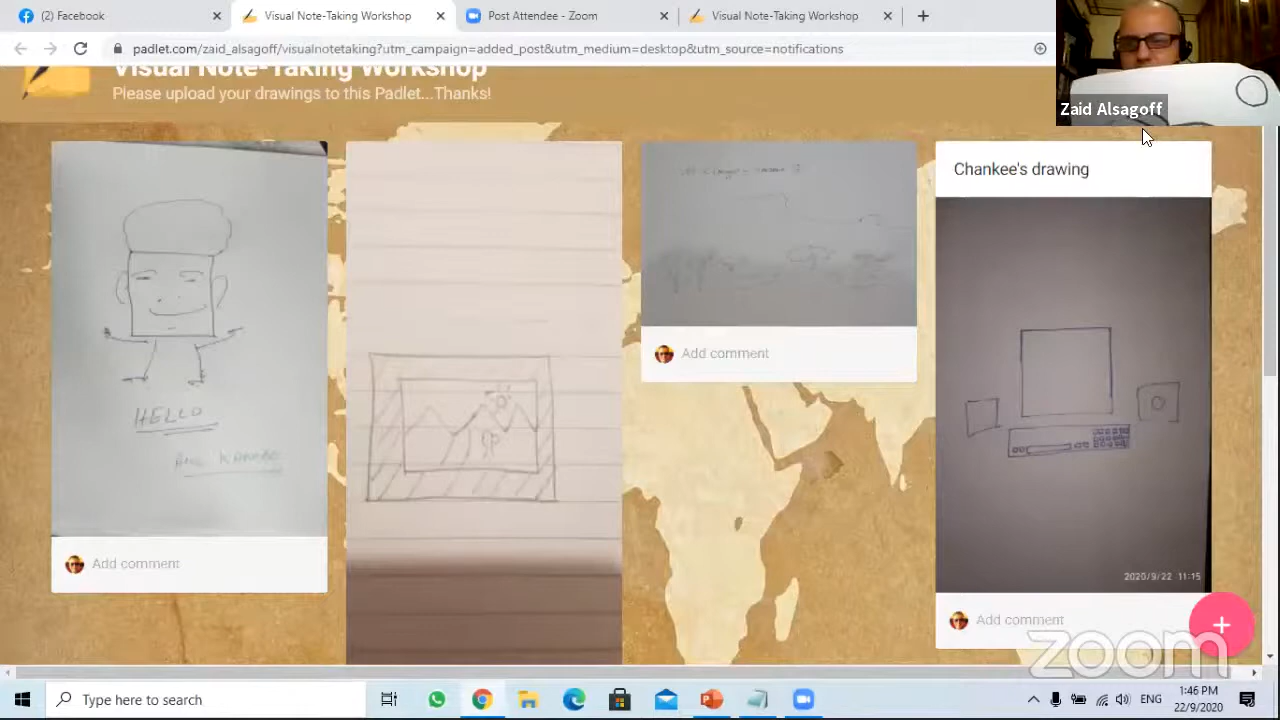 (2) Facebook
Visual Note-Taking Workshop
Post Attendee - Zoom
Visual Note-Taking Workshop
padlet.com/zaid_alsagoff/visualnotetaking?utm_campaign=added_post&utm_medium=desktop&utm_source=notifications
Zaid Alsagoff
Visual Note-Taking Workshop
Please upload your drawings to this Padlet...Thanks!
HELLO
Add comment
Add comment
Chankee's drawing
2020/9/22 11:15
Add comment
zoom
Type here to search
ENG
1:46 PM
22/9/2020